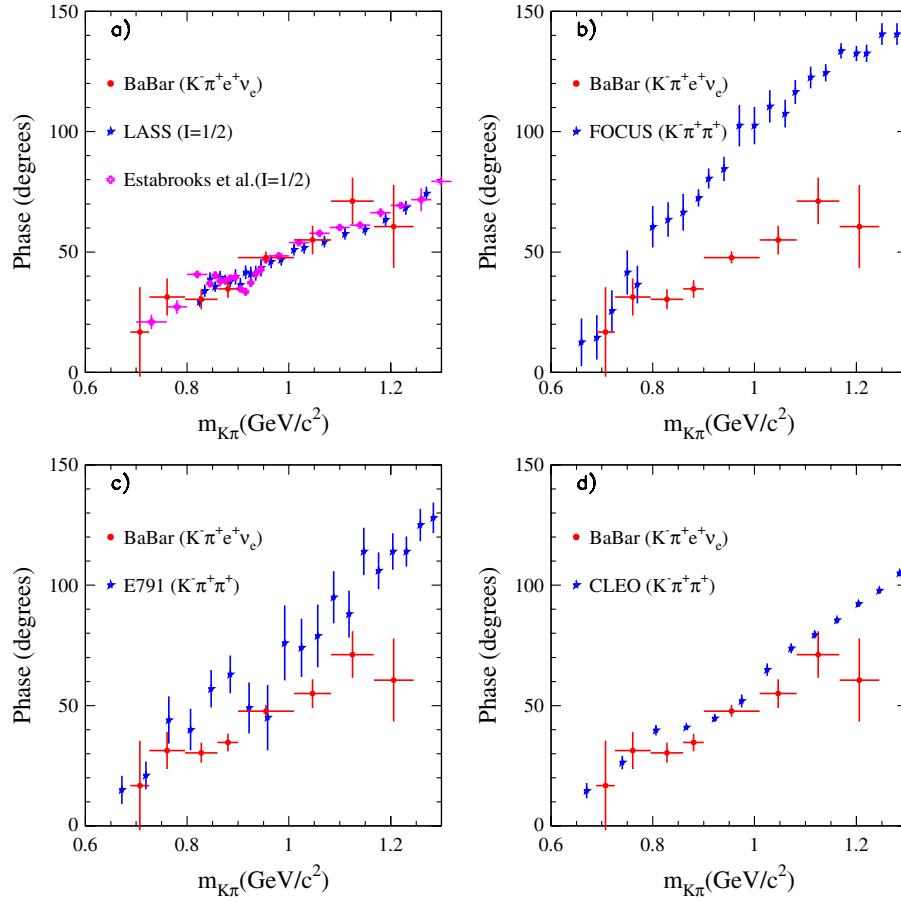 a)
BaBar (K⁻π⁺e⁺ν_e)
LASS (I=1/2)
Estabrooks et al.(I=1/2)
Phase (degrees)
150
100
50
0
0.6 0.8 1 1.2
m_Kπ(GeV/c²)
b)
BaBar (K⁻π⁺e⁺ν_e)
FOCUS (K⁻π⁺π⁺)
Phase (degrees)
150
100
50
0
0.6 0.8 1 1.2
m_Kπ(GeV/c²)
c)
BaBar (K⁻π⁺e⁺ν_e)
E791 (K⁻π⁺π⁺)
Phase (degrees)
150
100
50
0
0.6 0.8 1 1.2
m_Kπ(GeV/c²)
d)
BaBar (K⁻π⁺e⁺ν_e)
CLEO (K⁻π⁺π⁺)
Phase (degrees)
150
100
50
0
0.6 0.8 1 1.2
m_Kπ(GeV/c²)